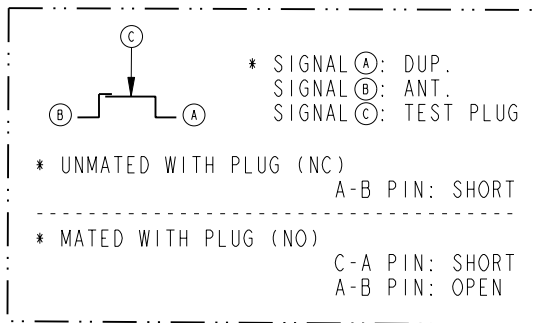 C
* SIGNAL A: DUP.
SIGNAL B: ANT.
B A SIGNAL C: TEST PLUG
* UNMATED WITH PLUG (NC)
A-B PIN: SHORT
* MATED WITH PLUG (NO)
C-A PIN: SHORT
A-B PIN: OPEN